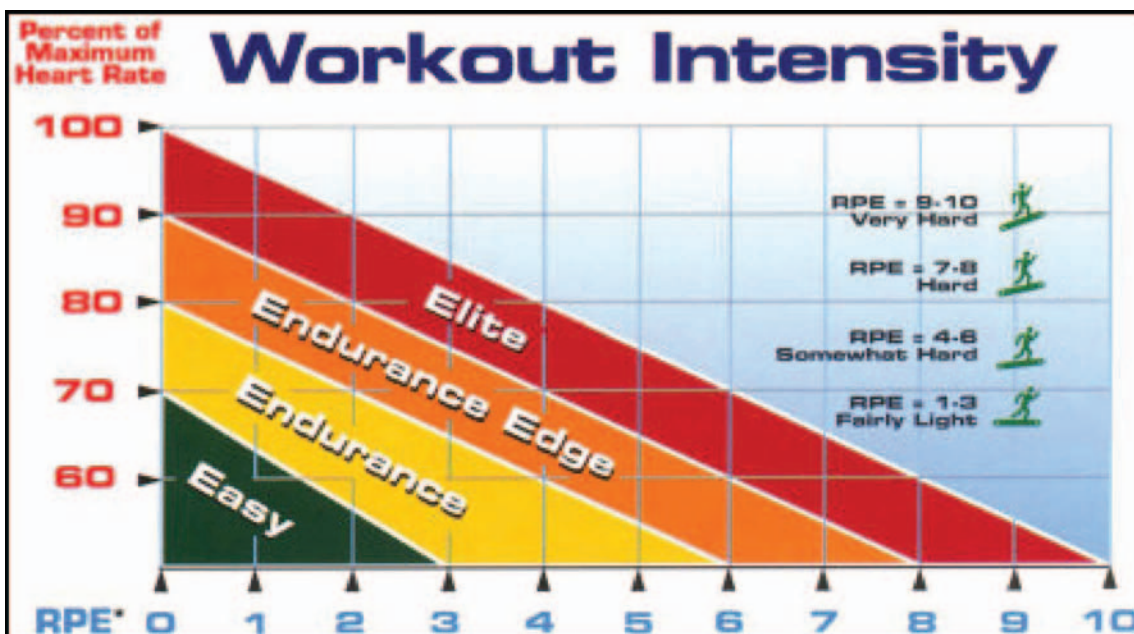 Percent of
Maximum
Heart Rate
Workout Intensity
100
90
80
70
60
RPE = 9-10
Very Hard
RPE = 7-8
Hard
RPE = 4-6
Somewhat Hard
RPE = 1-3
Fairly Light
Elite
Endurance Edge
Endurance
Easy
RPE* 0 1 2 3 4 5 6 7 8 9 10